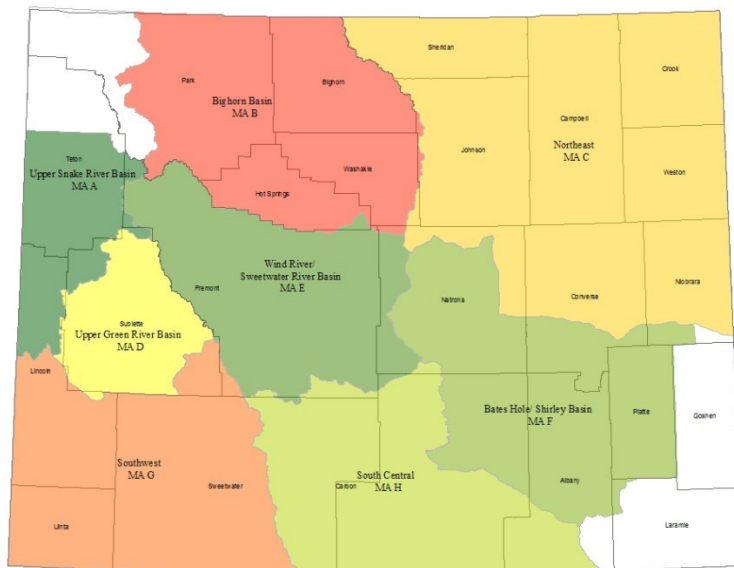 Sheridan
Crook
Park
Bighorn
Bighorn Basin
MA B
Campbell
Northeast
MA C
Johnson
Teton
Upper Snake River Basin
MA A
Washakie
Weston
Hot Springs
Wind River/
Sweetwater River Basin
MA E
Fremont
Natrona
Converse
Niobrara
Sublette
Upper Green River Basin
MA D
Lincoln
Bates Hole/ Shirley Basin
MA F
Platte
Goshen
Southwest
MA G
Sweetwater
South Central
MA H
Carbon
Albany
Uinta
Laramie